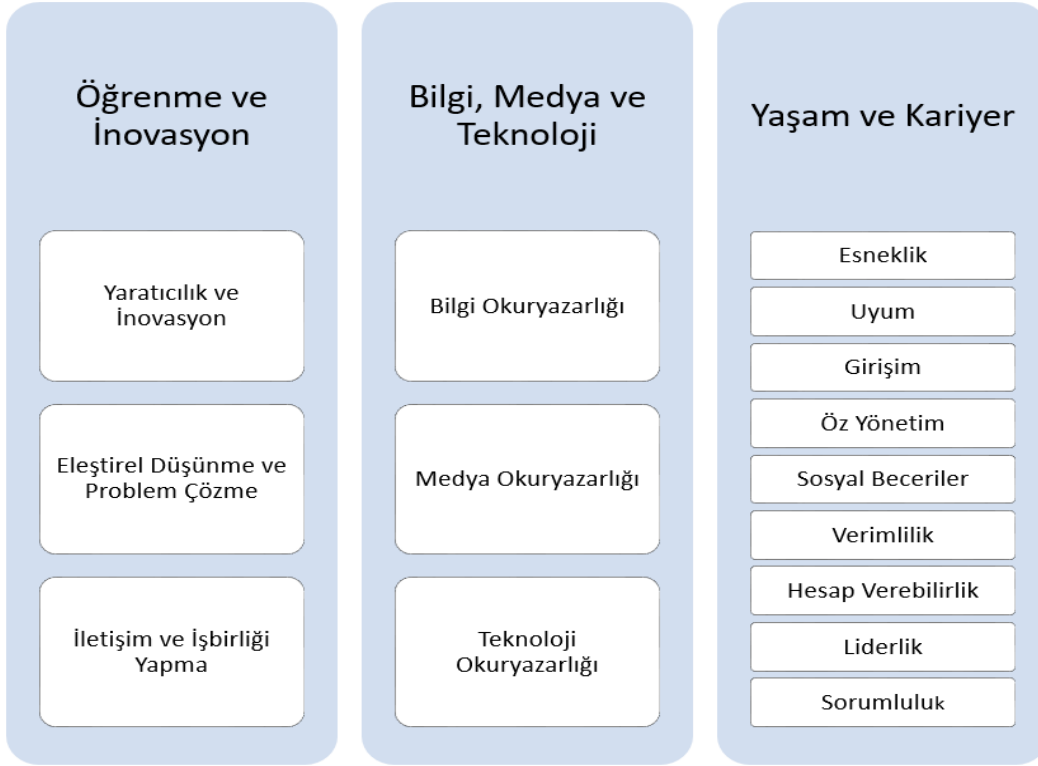 Öğrenme ve
İnovasyon
Yaratıcılık ve
İnovasyon
Eleştirel Düşünme ve
Problem Çözme
İletişim ve İşbirliği
Yapma
Bilgi, Medya ve
Teknoloji
Bilgi Okuryazarlığı
Medya Okuryazarlığı
Teknoloji
Okuryazarlığı
Yaşam ve Kariyer
Esneklik
Uyum
Girişim
Öz Yönetim
Sosyal Beceriler
Verimlilik
Hesap Verebilirlik
Liderlik
Sorumluluk